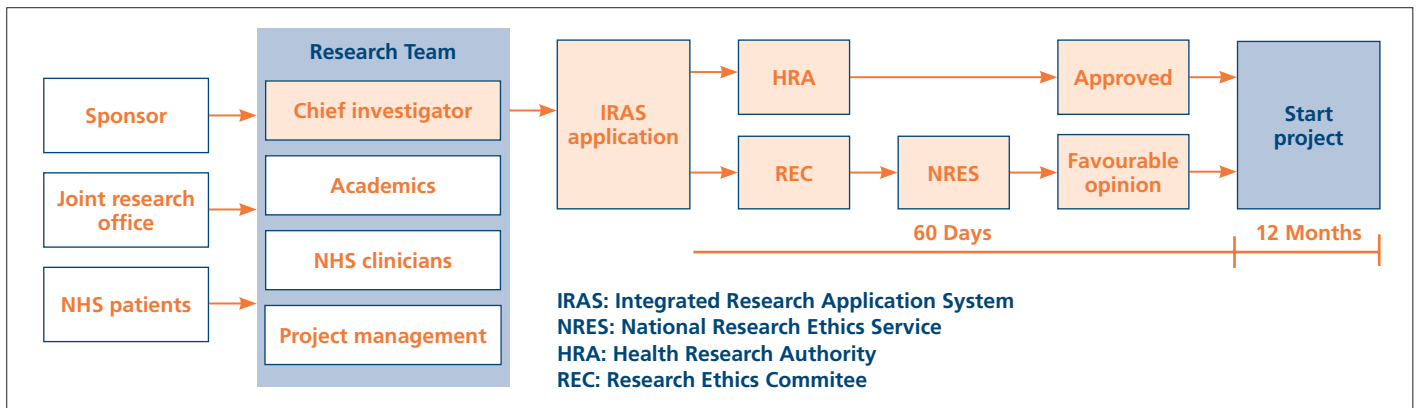 Sponsor
Joint research
office
NHS patients
Research Team
Chief investigator
Academics
NHS clinicians
Project management
IRAS
application
HRA
Approved
REC
NRES
Favourable
opinion
Start
project
60 Days
12 Months
IRAS: Integrated Research Application System
NRES: National Research Ethics Service
HRA: Health Research Authority
REC: Research Ethics Commitee